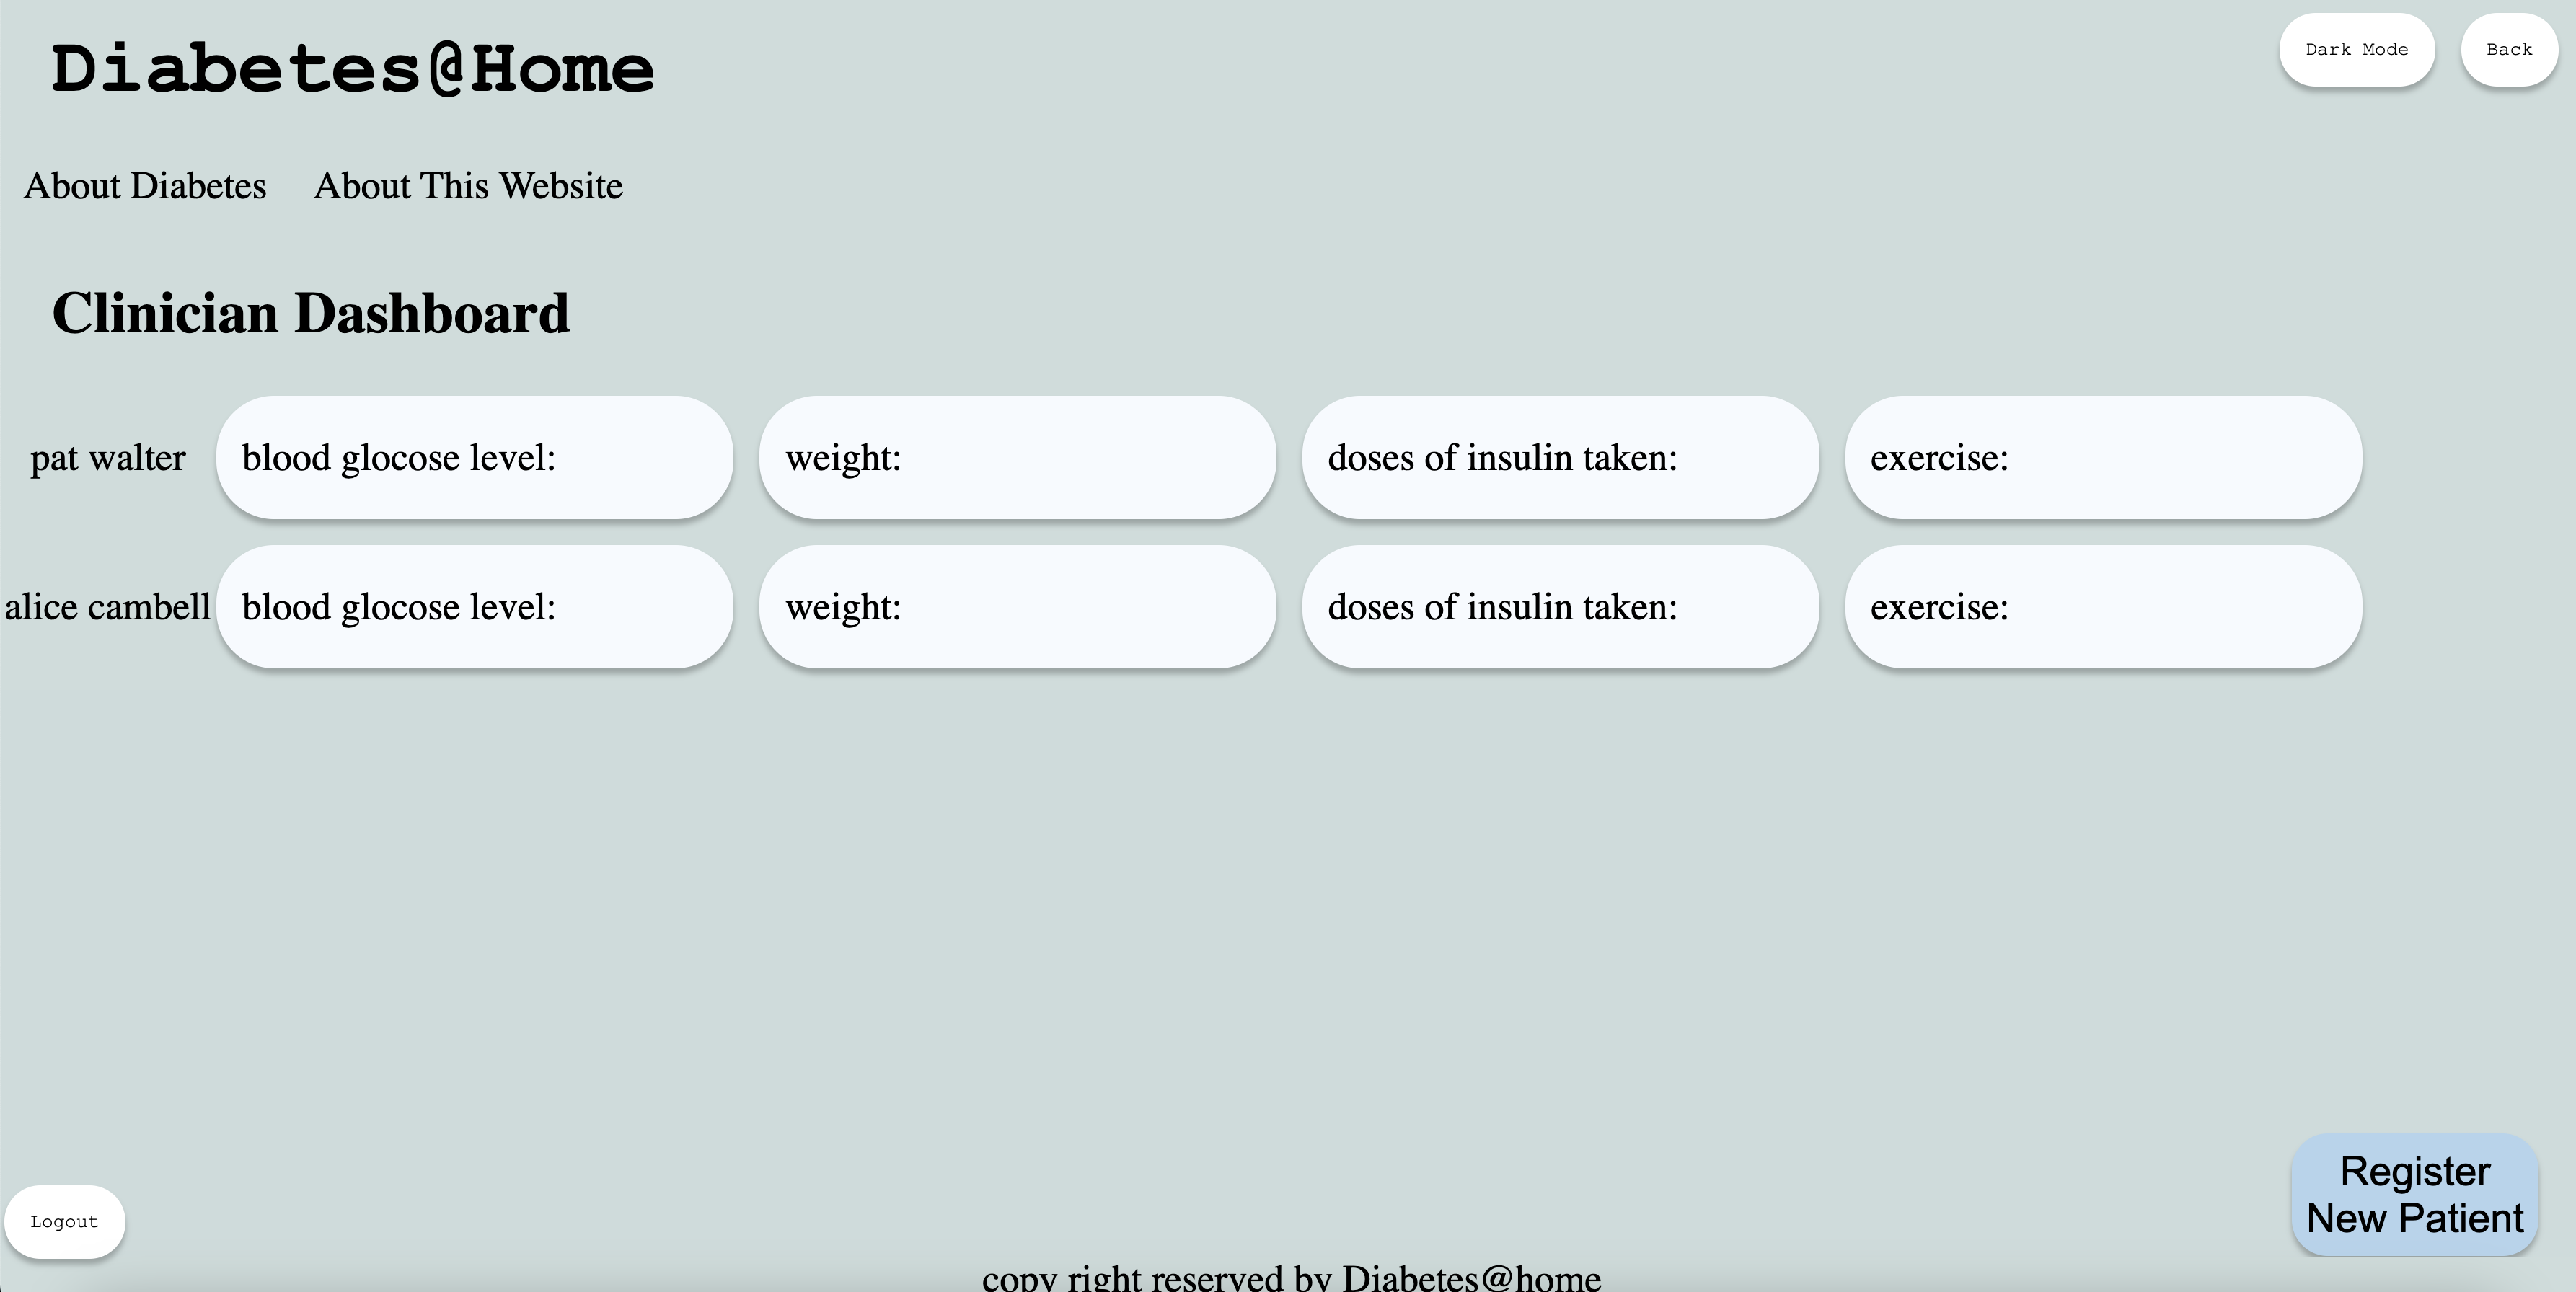 Diabetes@Home
Dark Mode
Back
About Diabetes
About This Website
Clinician Dashboard
pat walter
blood glocose level:
weight:
doses of insulin taken:
exercise:
alice cambell
blood glocose level:
weight:
doses of insulin taken:
exercise:
Register
New Patient
Logout
copy right reserved by Diabetes@home